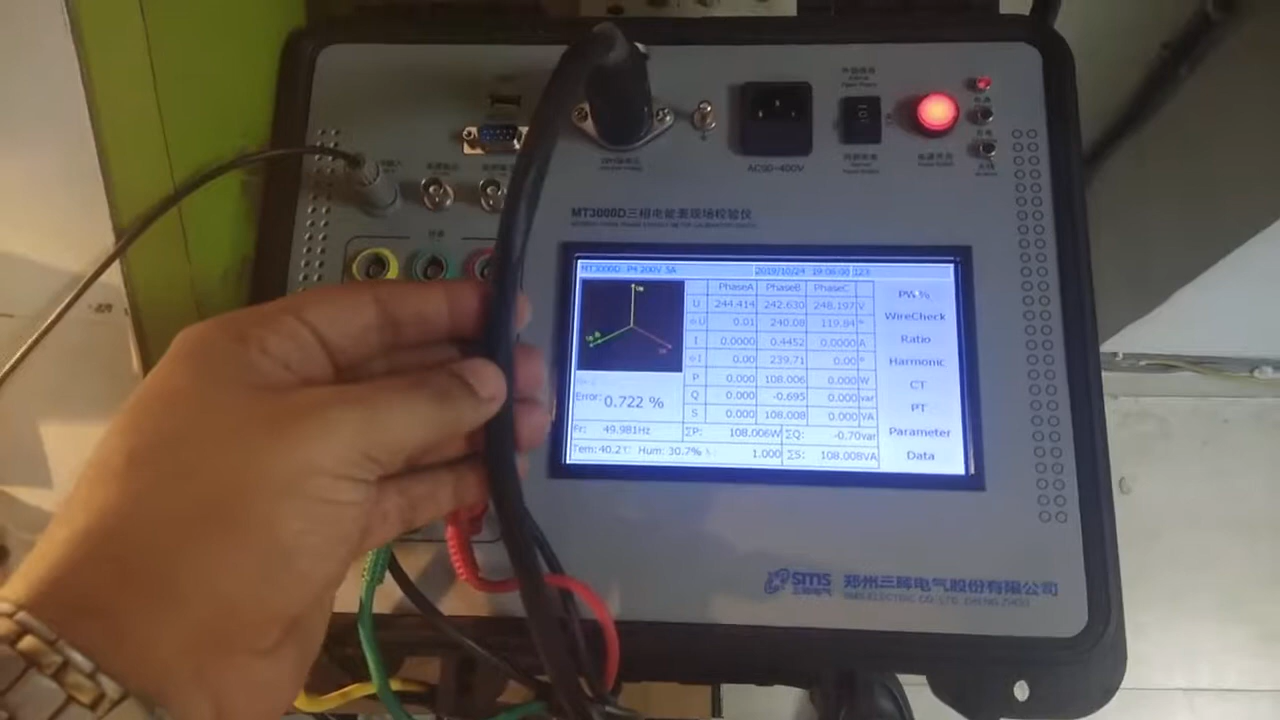 AC90-400V
MT3000D三相电能表现场校验仪
MT3000D P4 200V 5A 2019/10/24 19:06:00 123
PhaseA PhaseB PhaseC
U 244.414 242.630 248.197 V
U 0.01 240.08 119.84 °
I 0.0000 0.4452 0.0000 A
I 0.00 239.71 0.00 °
P 0.000 108.006 0.000 W
Q 0.000 -0.695 0.000 var
S 0.000 108.008 0.000 VA
Error: 0.722 %
Fr: 49.981Hz ΣP: 108.006W ΣQ: -0.70var
Tem:40.2℃ Hum: 30.7% 1.000 ΣS: 108.008VA
PW%
WireCheck
Ratio
Harmonic
CT
PT
Parameter
Data
SMS 郑州三晖电气股份有限公司
三晖电气